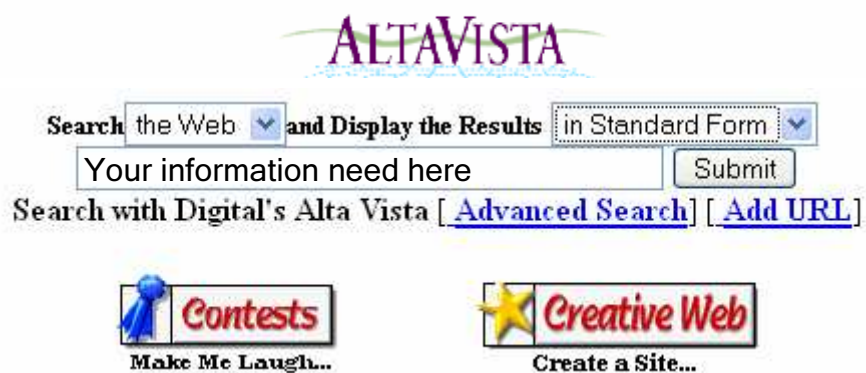 ALTAVISTA
Search the Web and Display the Results in Standard Form
Your information need here Submit
Search with Digital's Alta Vista [ Advanced Search] [ Add URL]
Contests Creative Web
Make Me Laugh... Create a Site...